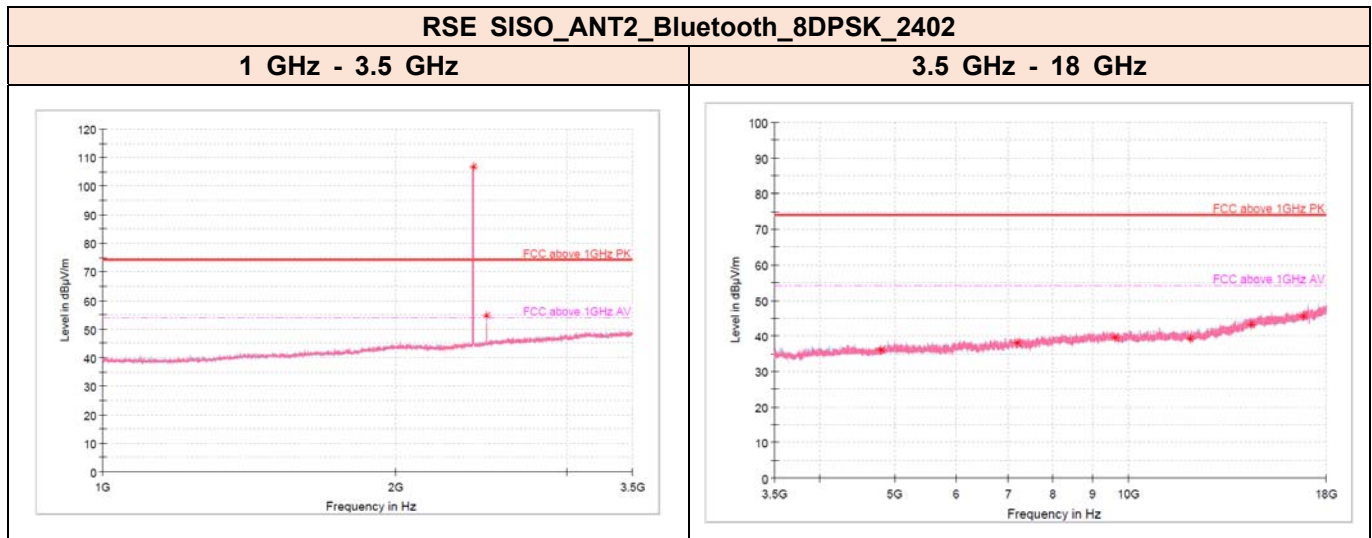 RSE SISO_ANT2_Bluetooth_8DPSK_2402
1 GHz - 3.5 GHz
3.5 GHz - 18 GHz
120
110
100
90
80
70
60
50
40
30
20
10
0
Level in dBµV/m
FCC above 1GHz PK
FCC above 1GHz AV
1G
2G
3.5G
Frequency in Hz
100
90
80
70
60
50
40
30
20
10
0
Level in dBµV/m
FCC above 1GHz PK
FCC above 1GHz AV
3.5G
5G
6
7
8
9
10G
18G
Frequency in Hz